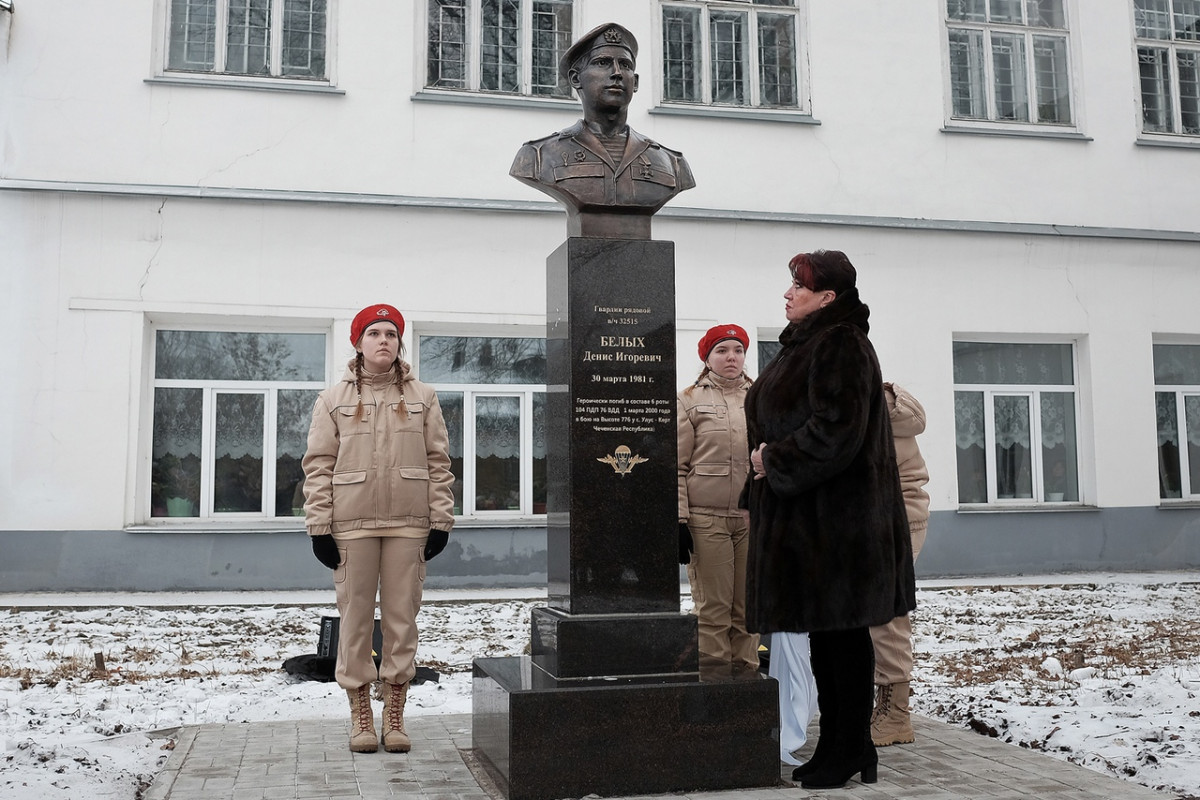 Гвардии рядовой
в/ч 32515
БЕЛЫХ
Денис Игоревич
30 марта 1981 г.
Героически погиб в составе 6 роты
104 ПДП 76 ВДД 1 марта 2000 года
в бою на Высоте 776 у с. Улус - Керт
Чеченская Республика